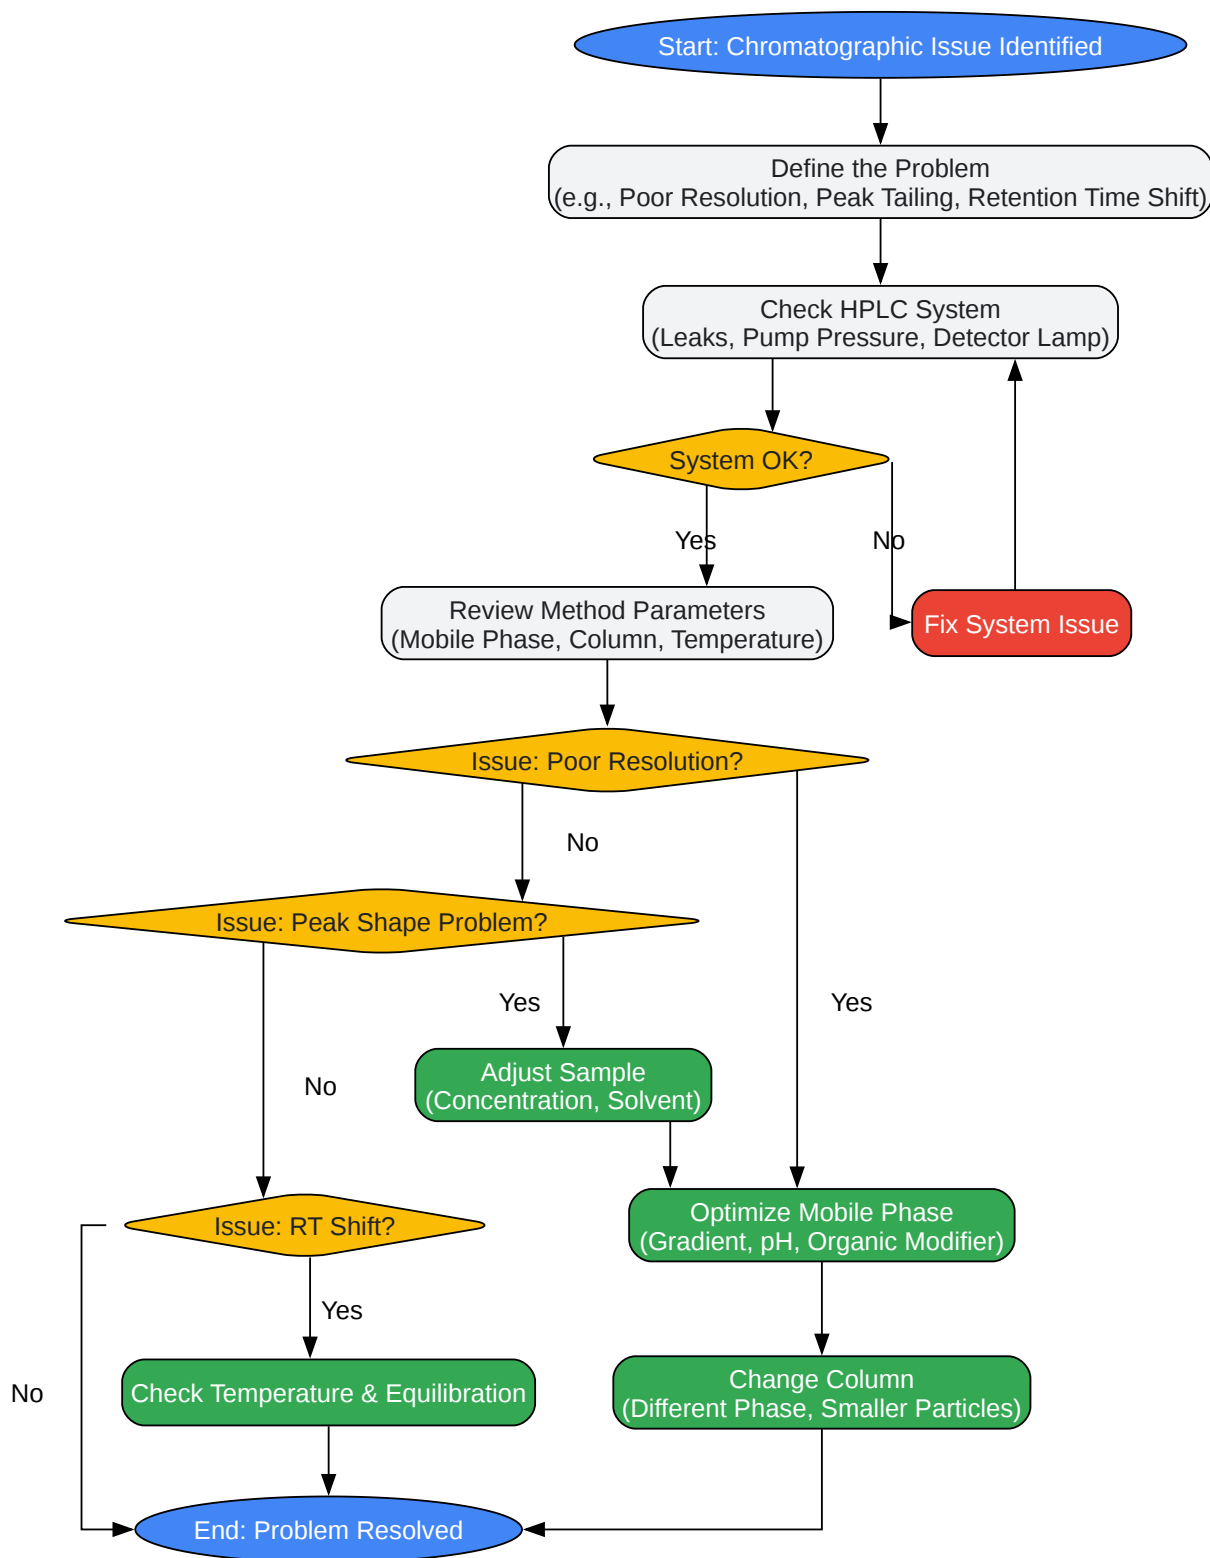 Start: Chromatographic Issue Identified
Define the Problem
(e.g., Poor Resolution, Peak Tailing, Retention Time Shift)
Check HPLC System
(Leaks, Pump Pressure, Detector Lamp)
System OK?
Yes
No
Review Method Parameters
(Mobile Phase, Column, Temperature)
Fix System Issue
Issue: Poor Resolution?
No
Issue: Peak Shape Problem?
Yes
Yes
Adjust Sample
(Concentration, Solvent)
No
Issue: RT Shift?
Optimize Mobile Phase
(Gradient, pH, Organic Modifier)
Yes
No
Check Temperature & Equilibration
Change Column
(Different Phase, Smaller Particles)
End: Problem Resolved